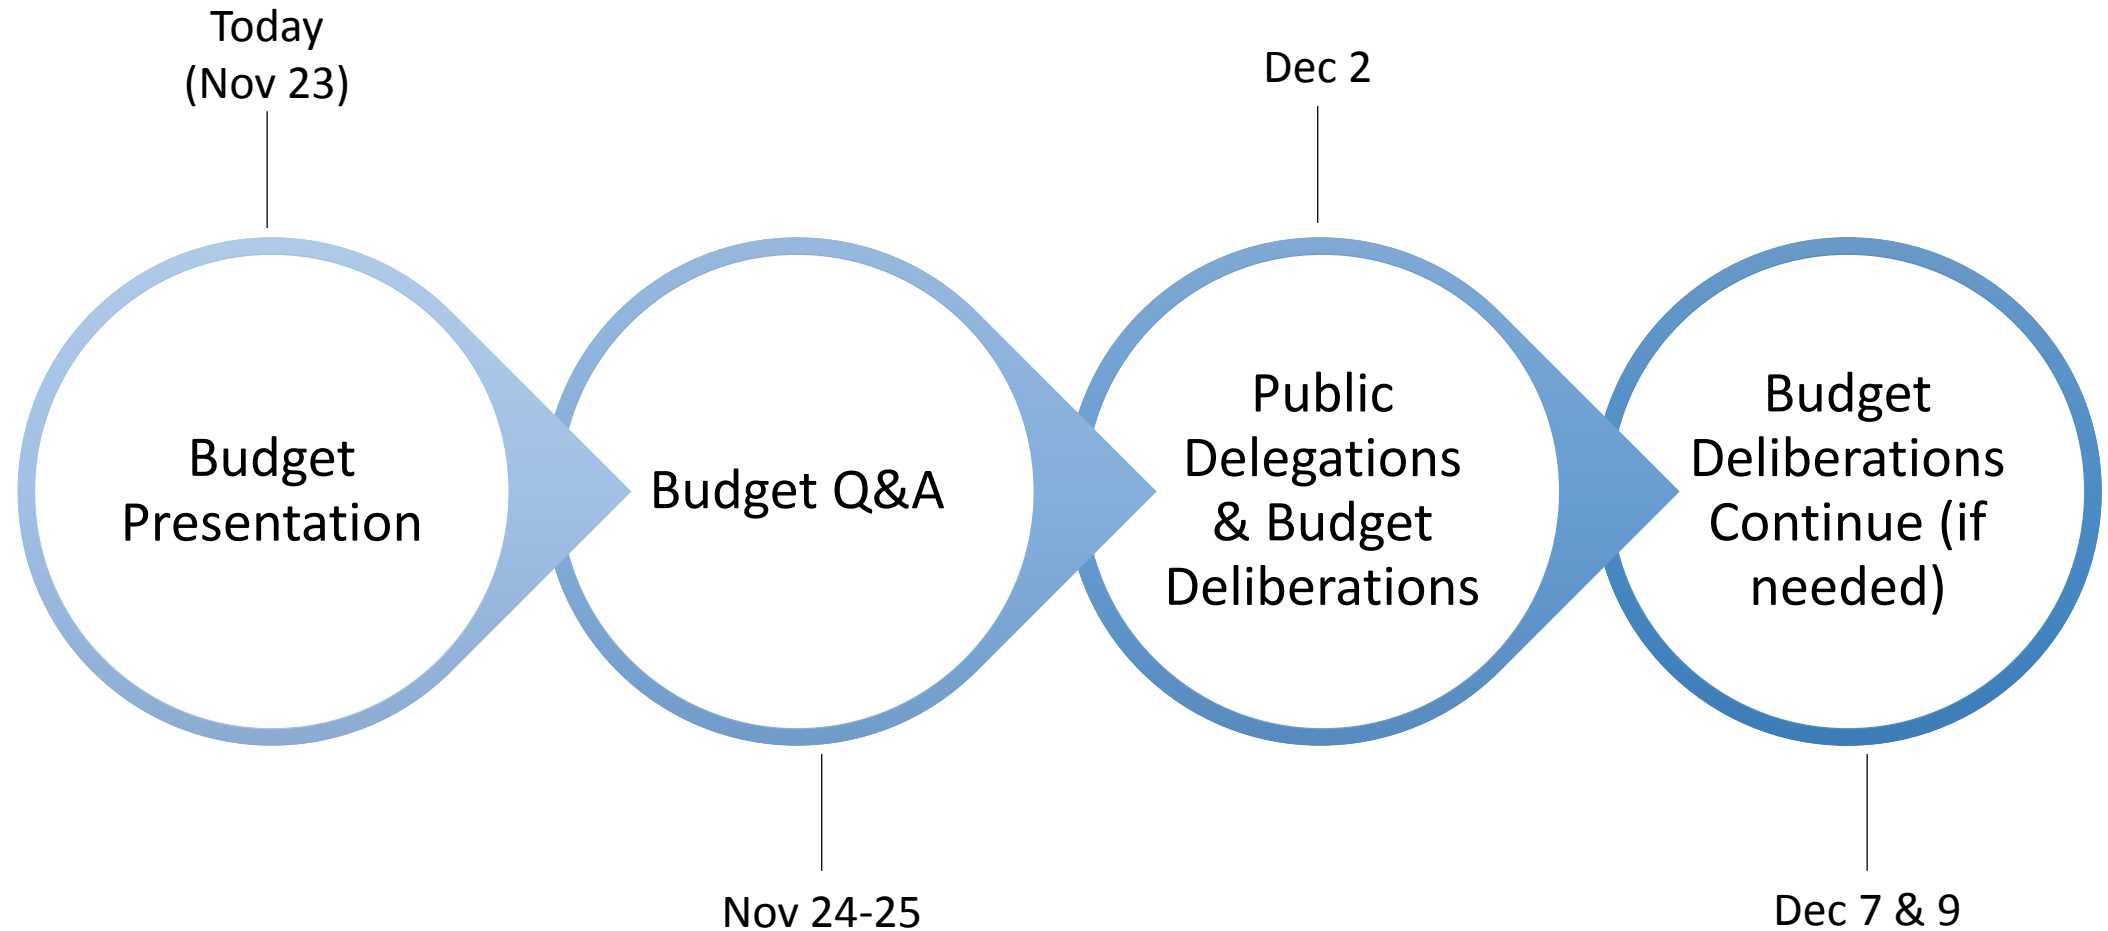 Today
(Nov 23)
Dec 2
Budget
Presentation
Budget Q&A
Public
Delegations
& Budget
Deliberations
Budget
Deliberations
Continue (if
needed)
Nov 24-25
Dec 7 & 9